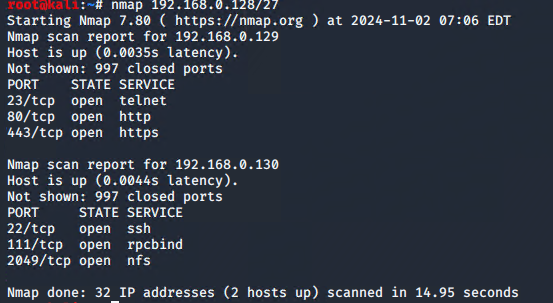 root@kali:~# nmap 192.168.0.128/27
Starting Nmap 7.80 ( https://nmap.org ) at 2024-11-02 07:06 EDT
Nmap scan report for 192.168.0.129
Host is up (0.0035s latency).
Not shown: 997 closed ports
PORT    STATE SERVICE
23/tcp  open  telnet
80/tcp  open  http
443/tcp open  https

Nmap scan report for 192.168.0.130
Host is up (0.0044s latency).
Not shown: 997 closed ports
PORT     STATE SERVICE
22/tcp   open  ssh
111/tcp  open  rpcbind
2049/tcp open  nfs

Nmap done: 32 IP addresses (2 hosts up) scanned in 14.95 seconds